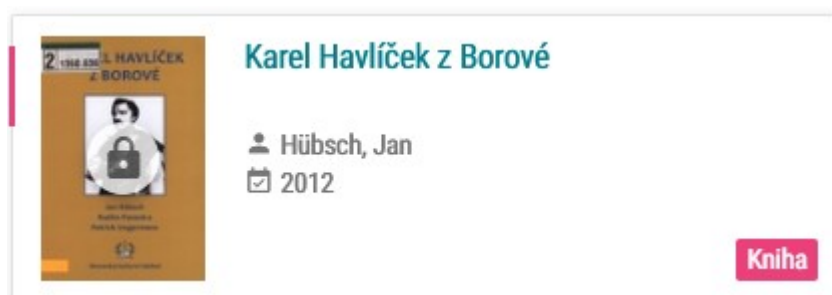 2
L HAVLÍČEK
Z BOROVÉ
Karel Havlíček z Borové
Hübsch, Jan
2012
Kniha